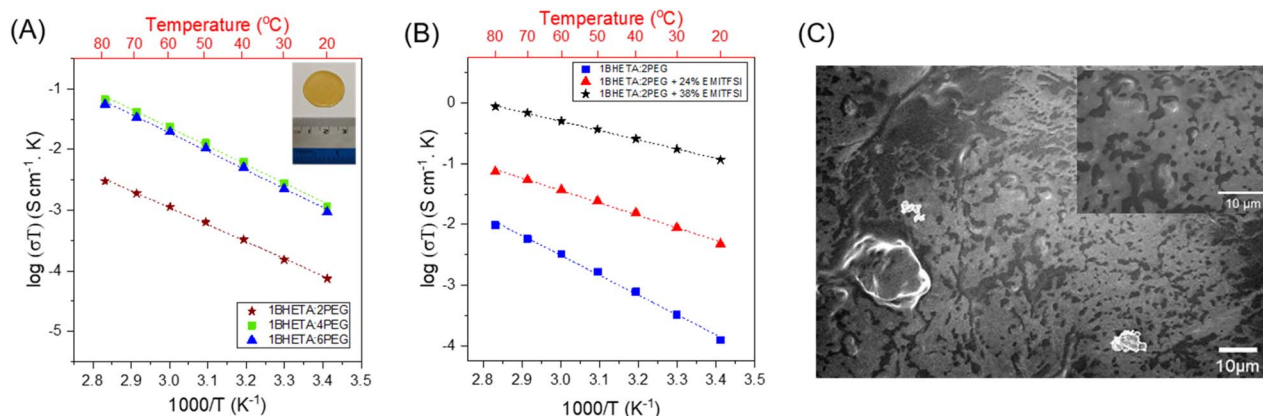 (A)
Temperature (°C)
80 70 60 50 40 30 20
log (σT) (S cm⁻¹. K)
-1
-2
-3
-4
-5
1BHETA:2PEG
1BHETA:4PEG
1BHETA:6PEG
2.8 2.9 3.0 3.1 3.2 3.3 3.4 3.5
1000/T (K⁻¹)
(B)
Temperature (°C)
80 70 60 50 40 30 20
log (σT) (S cm⁻¹. K)
0
-1
-2
-3
-4
1BHETA:2PEG
1BHETA:2PEG + 24% EMITFSI
1BHETA:2PEG + 38% EMITFSI
2.8 2.9 3.0 3.1 3.2 3.3 3.4 3.5
1000/T (K⁻¹)
(C)
10 µm
10µm